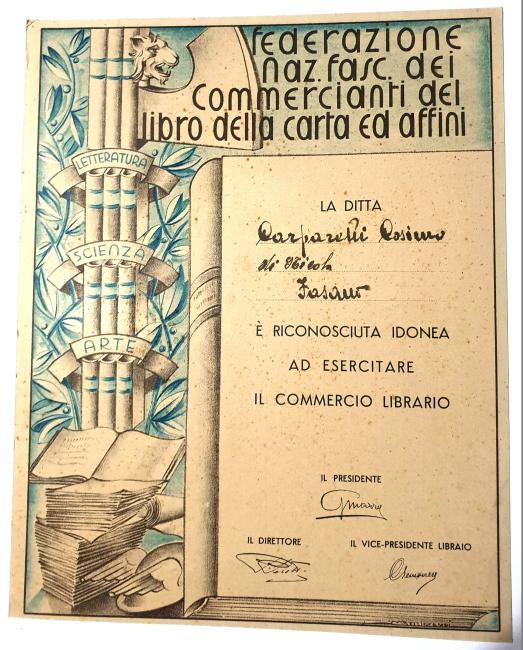 federazione
naz. fasc. dei
Commercianti del
libro della carta ed affini
LETTERATURA
SCIENZA
ARTE
LA DITTA
Carparelli Cosimo
di Nicola
Fasano
È RICONOSCIUTA IDONEA
AD ESERCITARE
IL COMMERCIO LIBRARIO
IL PRESIDENTE
IL DIRETTORE
IL VICE-PRESIDENTE LIBRAIO